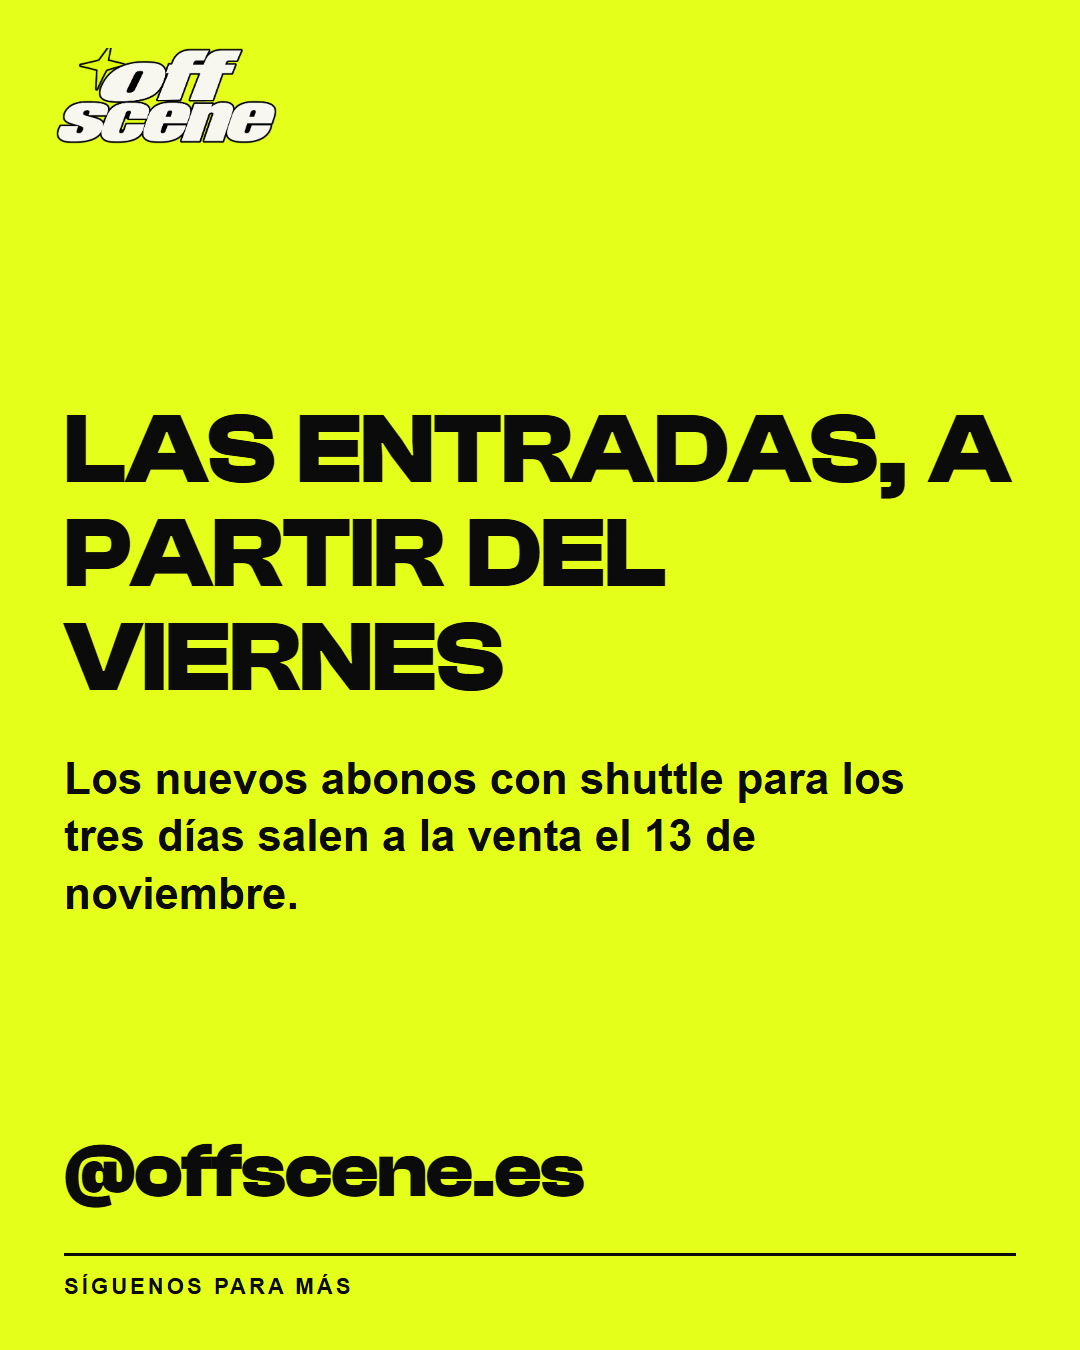 off
scene
LAS ENTRADAS, A
PARTIR DEL
VIERNES
Los nuevos abonos con shuttle para los
tres días salen a la venta el 13 de
noviembre.
@offscene.es
SÍGUENOS PARA MÁS